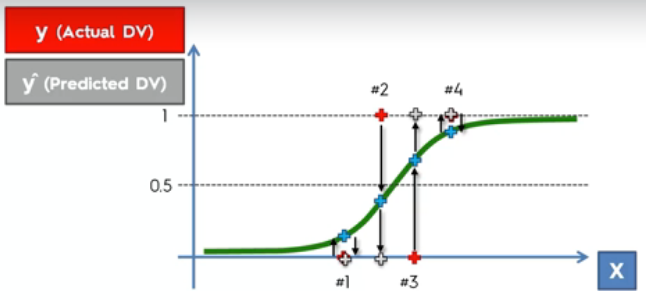 y (Actual DV)
y^ (Predicted DV)
#2
#4
1
0.5
#1
#3
X